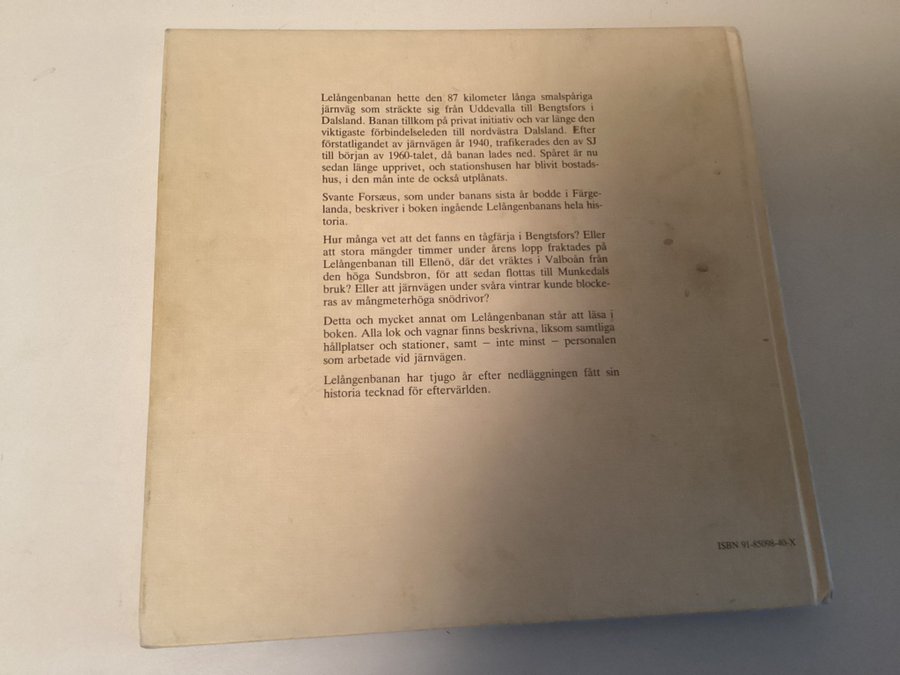 Lelångenbanan hette den 87 kilometer långa smalspåriga
järnväg som sträckte sig från Uddevalla till Bengtsfors i
Dalsland. Banan tillkom på privat initiativ och var länge den
viktigaste förbindelseleden till nordvästra Dalsland. Efter
förstatligandet av järnvägen år 1940, trafikerades den av SJ
till början av 1960-talet, då banan lades ned. Spåret är nu
sedan länge upprivet, och stationshusen har blivit bostads-
hus, i den mån inte de också utplånats.
Svante Forsæus, som under banans sista år bodde i Färge-
landa, beskriver i boken ingående Lelångenbanans hela his-
toria.
Hur många vet att det fanns en tågfärja i Bengtsfors? Eller
att stora mängder timmer under årens lopp fraktades på
Lelångenbanan till Ellenö, där det vräktes i Valboån från
den höga Sundsbron, för att sedan flottas till Munkedals
bruk? Eller att järnvägen under svåra vintrar kunde blocke-
ras av mångmeterhöga snödrivor?
Detta och mycket annat om Lelångenbanan står att läsa i
boken. Alla lok och vagnar finns beskrivna, liksom samtliga
hållplatser och stationer, samt – inte minst – personalen
som arbetade vid järnvägen.
Lelångenbanan har tjugo år efter nedläggningen fått sin
historia tecknad för eftervärlden.
ISBN 91-85098-40-X